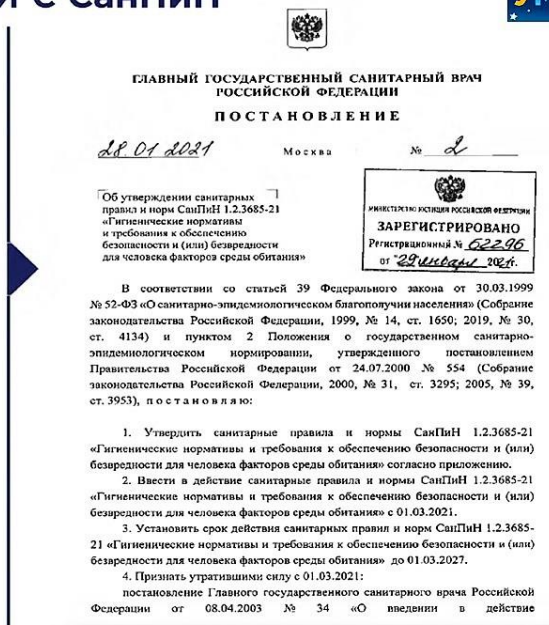 и с СанПиН
ГЛАВНЫЙ ГОСУДАРСТВЕННЫЙ САНИТАРНЫЙ ВРАЧ
РОССИЙСКОЙ ФЕДЕРАЦИИ
ПОСТАНОВЛЕНИЕ
28.01.2021 Москва № 2
Об утверждении санитарных
правил и норм СанПиН 1.2.3685-21
«Гигиенические нормативы
и требования к обеспечению
безопасности и (или) безвредности
для человека факторов среды обитания»
МИНИСТЕРСТВО ЮСТИЦИИ РОССИЙСКОЙ ФЕДЕРАЦИИ
ЗАРЕГИСТРИРОВАНО
Регистрационный № 62296
от "29 января 2021г.
В соответствии со статьей 39 Федерального закона от 30.03.1999
№ 52-ФЗ «О санитарно-эпидемиологическом благополучии населения» (Собрание
законодательства Российской Федерации, 1999, № 14, ст. 1650; 2019, № 30,
ст. 4134) и пунктом 2 Положения о государственном санитарно-
эпидемиологическом нормировании, утвержденного постановлением
Правительства Российской Федерации от 24.07.2000 № 554 (Собрание
законодательства Российской Федерации, 2000, № 31, ст. 3295; 2005, № 39,
ст. 3953), постановляю:
1. Утвердить санитарные правила и нормы СанПиН 1.2.3685-21
«Гигиенические нормативы и требования к обеспечению безопасности и (или)
безвредности для человека факторов среды обитания» согласно приложению.
2. Ввести в действие санитарные правила и нормы СанПиН 1.2.3685-21
«Гигиенические нормативы и требования к обеспечению безопасности и (или)
безвредности для человека факторов среды обитания» с 01.03.2021.
3. Установить срок действия санитарных правил и норм СанПиН 1.2.3685-
21 «Гигиенические нормативы и требования к обеспечению безопасности и (или)
безвредности для человека факторов среды обитания» до 01.03.2027.
4. Признать утратившими силу с 01.03.2021:
постановление Главного государственного санитарного врача Российской
Федерации от 08.04.2003 № 34 «О введении в действие